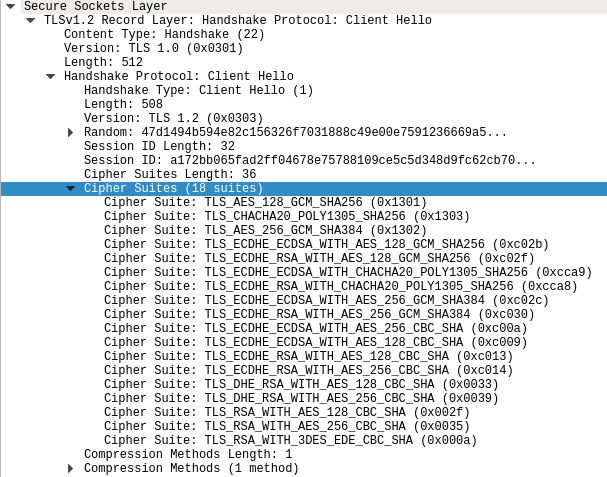 Secure Sockets Layer
TLSv1.2 Record Layer: Handshake Protocol: Client Hello
Content Type: Handshake (22)
Version: TLS 1.0 (0x0301)
Length: 512
Handshake Protocol: Client Hello
Handshake Type: Client Hello (1)
Length: 508
Version: TLS 1.2 (0x0303)
Random: 47d1494b594e82c156326f7031888c49e00e7591236669a5...
Session ID Length: 32
Session ID: a172bb065fad2ff04678e75788109ce5c5d348d9fc62cb70...
Cipher Suites Length: 36
Cipher Suites (18 suites)
Cipher Suite: TLS_AES_128_GCM_SHA256 (0x1301)
Cipher Suite: TLS_CHACHA20_POLY1305_SHA256 (0x1303)
Cipher Suite: TLS_AES_256_GCM_SHA384 (0x1302)
Cipher Suite: TLS_ECDHE_ECDSA_WITH_AES_128_GCM_SHA256 (0xc02b)
Cipher Suite: TLS_ECDHE_RSA_WITH_AES_128_GCM_SHA256 (0xc02f)
Cipher Suite: TLS_ECDHE_ECDSA_WITH_CHACHA20_POLY1305_SHA256 (0xcca9)
Cipher Suite: TLS_ECDHE_RSA_WITH_CHACHA20_POLY1305_SHA256 (0xcca8)
Cipher Suite: TLS_ECDHE_ECDSA_WITH_AES_256_GCM_SHA384 (0xc02c)
Cipher Suite: TLS_ECDHE_RSA_WITH_AES_256_GCM_SHA384 (0xc030)
Cipher Suite: TLS_ECDHE_ECDSA_WITH_AES_256_CBC_SHA (0xc00a)
Cipher Suite: TLS_ECDHE_ECDSA_WITH_AES_128_CBC_SHA (0xc009)
Cipher Suite: TLS_ECDHE_RSA_WITH_AES_128_CBC_SHA (0xc013)
Cipher Suite: TLS_ECDHE_RSA_WITH_AES_256_CBC_SHA (0xc014)
Cipher Suite: TLS_DHE_RSA_WITH_AES_128_CBC_SHA (0x0033)
Cipher Suite: TLS_DHE_RSA_WITH_AES_256_CBC_SHA (0x0039)
Cipher Suite: TLS_RSA_WITH_AES_128_CBC_SHA (0x002f)
Cipher Suite: TLS_RSA_WITH_AES_256_CBC_SHA (0x0035)
Cipher Suite: TLS_RSA_WITH_3DES_EDE_CBC_SHA (0x000a)
Compression Methods Length: 1
Compression Methods (1 method)